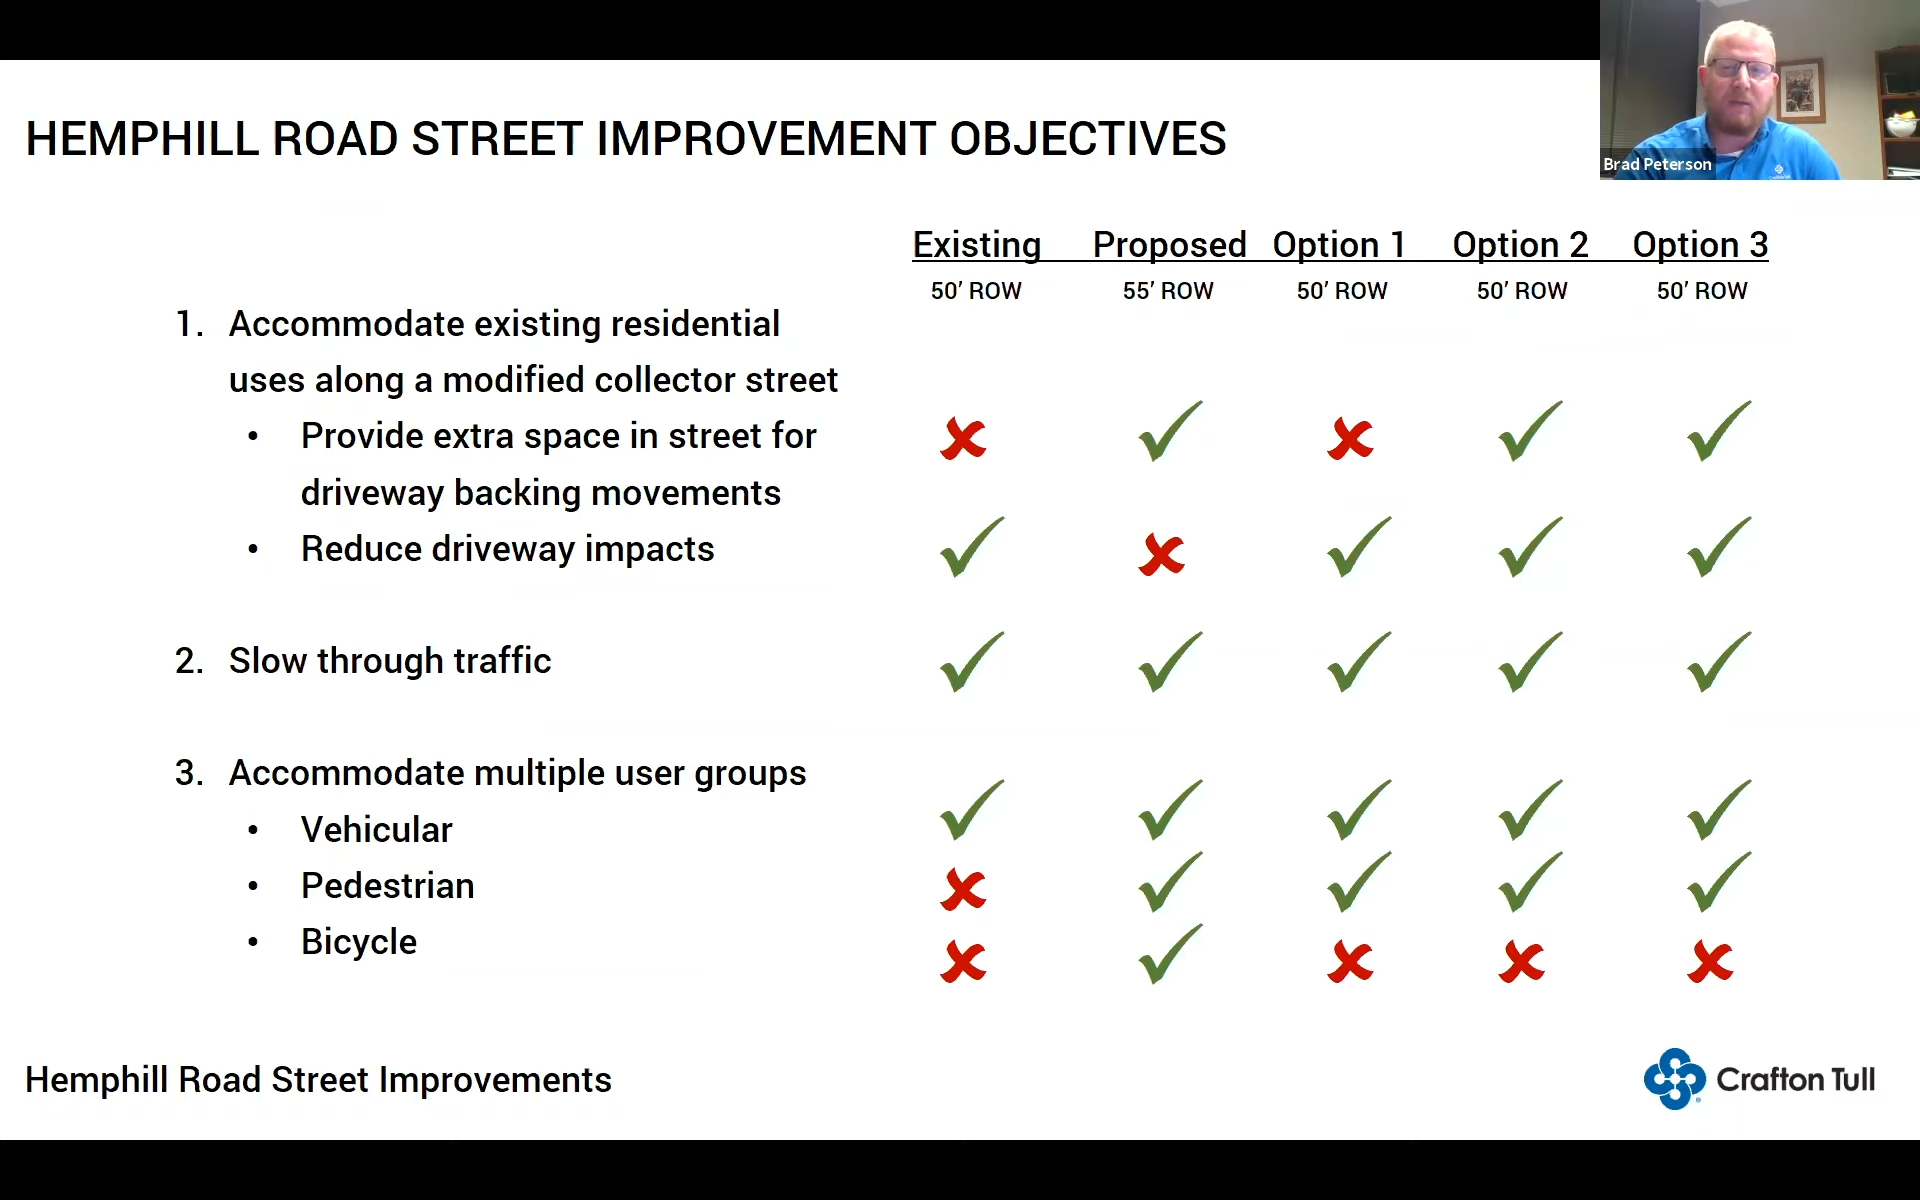 HEMPHILL ROAD STREET IMPROVEMENT OBJECTIVES
Brad Peterson
Existing Proposed Option 1 Option 2 Option 3
50’ ROW 55’ ROW 50’ ROW 50’ ROW 50’ ROW
1. Accommodate existing residential
uses along a modified collector street
• Provide extra space in street for
driveway backing movements
• Reduce driveway impacts
2. Slow through traffic
3. Accommodate multiple user groups
• Vehicular
• Pedestrian
• Bicycle
Hemphill Road Street Improvements
Crafton Tull